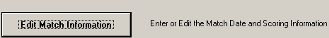 Edit Match Information
Enter or Edit the Match Date and Scoring Information